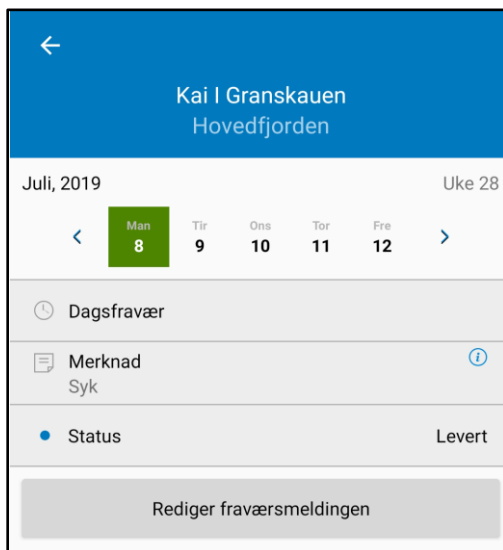 Kai I Granskauen
Hovedfjorden
Juli, 2019 Uke 28
Man Tir Ons Tor Fre
8 9 10 11 12
Dagsfravær
Merknad
Syk
Status Levert
Rediger fraværsmeldingen